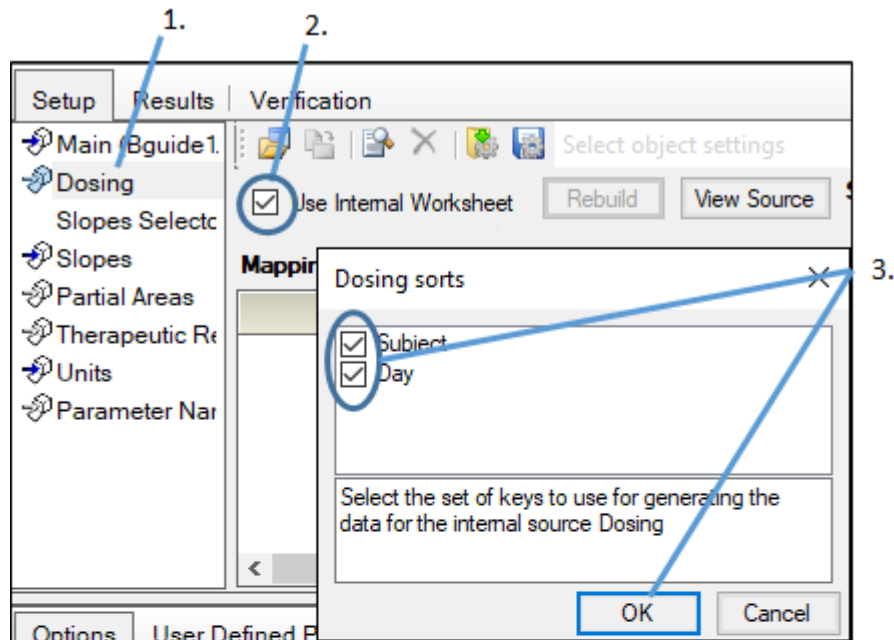 1.
2.
Setup Results Verification
Main (Bguide1.
Select object settings
Dosing
Use Internal Worksheet Rebuild View Source
Slopes Selectc
Slopes
Dosing sorts
3.
Partial Areas
Subject
Therapeutic Re
Day
Units
Parameter Nar
Select the set of keys to use for generating the
data for the internal source Dosing
OK Cancel
Options User Defined P